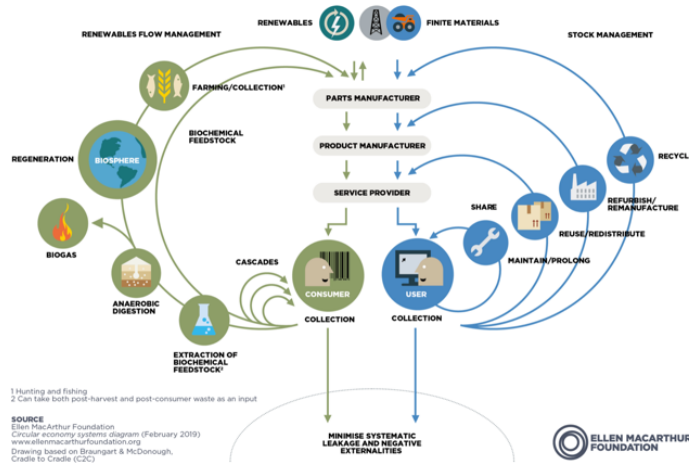 RENEWABLES
FINITE MATERIALS
RENEWABLES FLOW MANAGEMENT
STOCK MANAGEMENT
FARMING/COLLECTION¹
PARTS MANUFACTURER
BIOCHEMICAL
FEEDSTOCK
PRODUCT MANUFACTURER
REGENERATION
BIOSPHERE
RECYCL
SERVICE PROVIDER
REFURBISH/
REMANUFACTURE
SHARE
REUSE/REDISTRIBUTE
BIOGAS
MAINTAIN/PROLONG
CASCADES
CONSUMER
USER
ANAEROBIC
DIGESTION
COLLECTION
COLLECTION
EXTRACTION OF
BIOCHEMICAL
FEEDSTOCK²
1 Hunting and fishing
2 Can take both post-harvest and post-consumer waste as an input
SOURCE
Ellen MacArthur Foundation
Circular economy systems diagram (February 2019)
www.ellenmacarthurfoundation.org
Drawing based on Braungart & McDonough,
Cradle to Cradle (C2C)
MINIMISE SYSTEMATIC
LEAKAGE AND NEGATIVE
EXTERNALITIES
ELLEN MACARTHUR
FOUNDATION